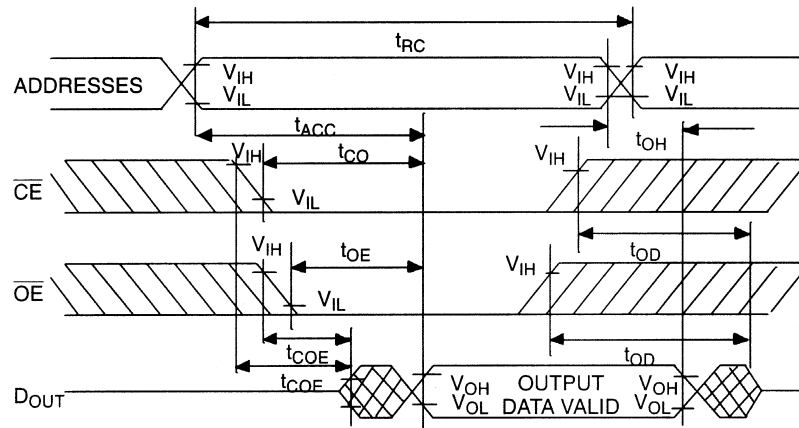 tRC
ADDRESSES
VIH
VIL
VIH
VIL
VIH
VIL
tACC
tOH
CE
VIH
tCO
VIL
VIH
tOD
OE
VIH
tOE
VIL
VIH
tOD
tCOE
tCOE
DOUT
VOH
VOL
OUTPUT
DATA VALID
VOH
VOL